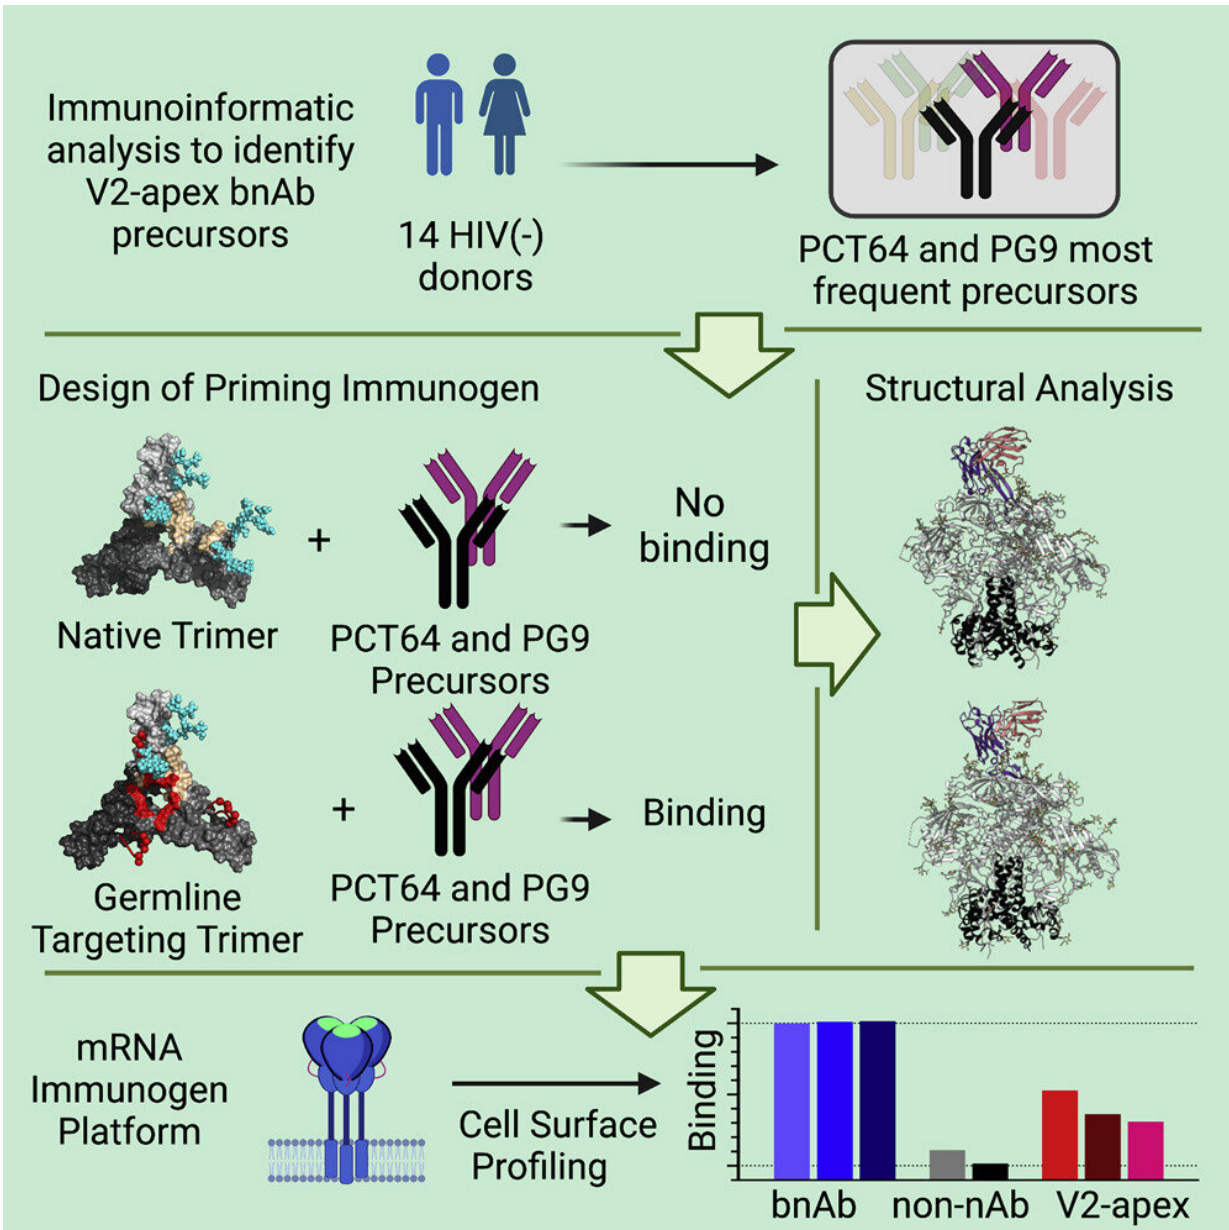 Immunoinformatic
analysis to identify
V2-apex bnAb
precursors
14 HIV(-)
donors
PCT64 and PG9 most
frequent precursors
Design of Priming Immunogen
Structural Analysis
+
No
binding
Native Trimer
PCT64 and PG9
Precursors
+
Binding
Germline
Targeting Trimer
PCT64 and PG9
Precursors
mRNA
Immunogen
Platform
Cell Surface
Profiling
Binding
bnAb
non-nAb
V2-apex